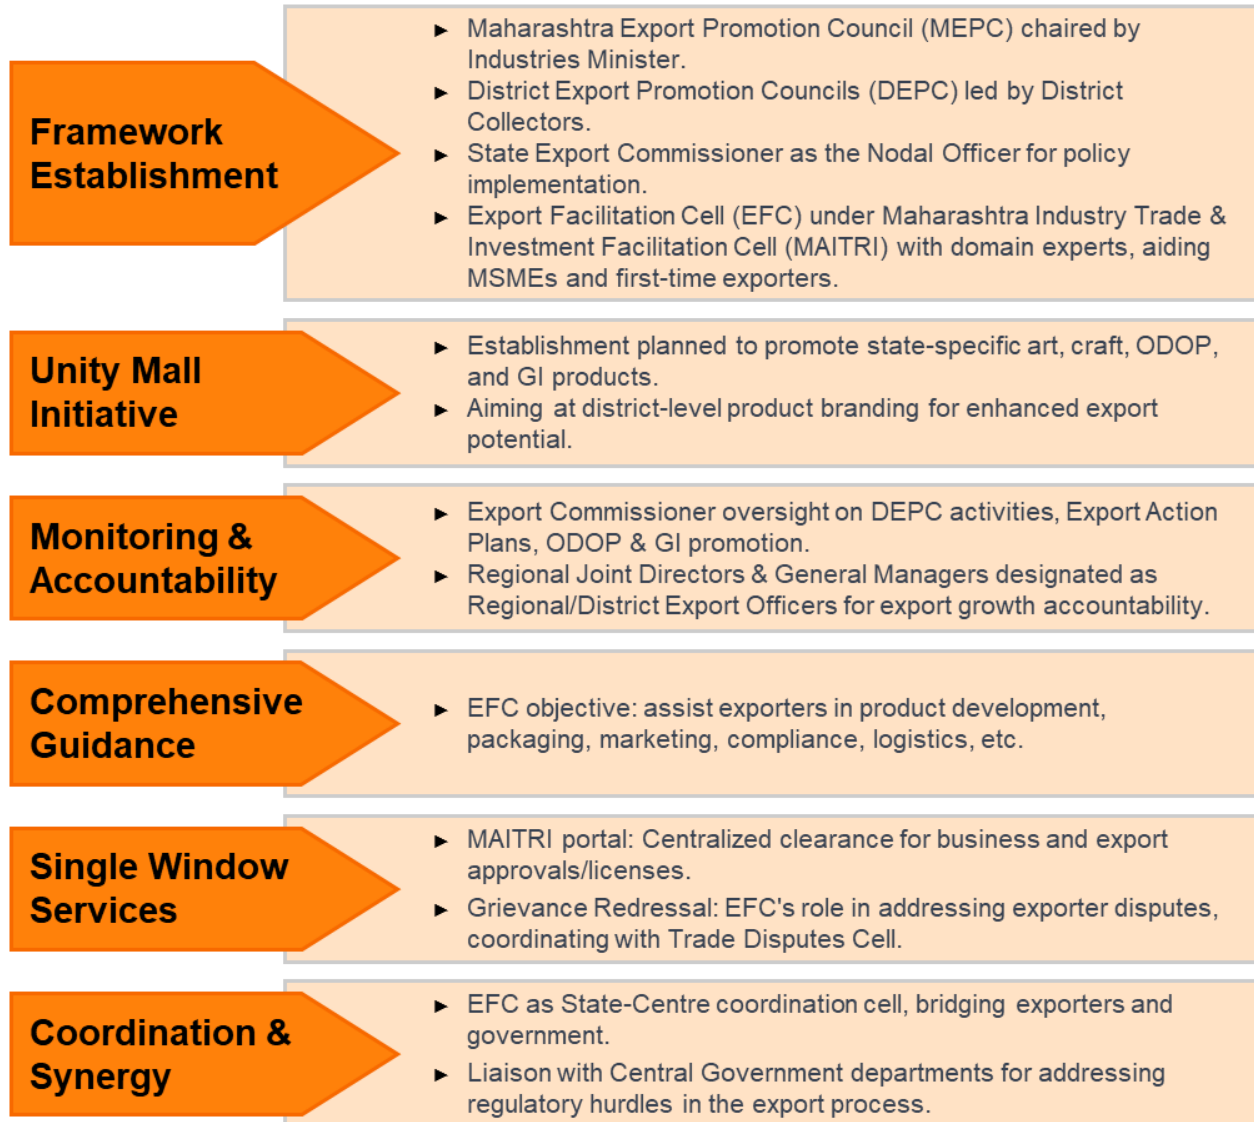 Framework
Establishment
► Maharashtra Export Promotion Council (MEPC) chaired by
Industries Minister.
► District Export Promotion Councils (DEPC) led by District
Collectors.
► State Export Commissioner as the Nodal Officer for policy
implementation.
► Export Facilitation Cell (EFC) under Maharashtra Industry Trade &
Investment Facilitation Cell (MAITRI) with domain experts, aiding
MSMEs and first-time exporters.
Unity Mall
Initiative
► Establishment planned to promote state-specific art, craft, ODOP,
and GI products.
► Aiming at district-level product branding for enhanced export
potential.
Monitoring &
Accountability
► Export Commissioner oversight on DEPC activities, Export Action
Plans, ODOP & GI promotion.
► Regional Joint Directors & General Managers designated as
Regional/District Export Officers for export growth accountability.
Comprehensive
Guidance
► EFC objective: assist exporters in product development,
packaging, marketing, compliance, logistics, etc.
Single Window
Services
► MAITRI portal: Centralized clearance for business and export
approvals/licenses.
► Grievance Redressal: EFC's role in addressing exporter disputes,
coordinating with Trade Disputes Cell.
Coordination &
Synergy
► EFC as State-Centre coordination cell, bridging exporters and
government.
► Liaison with Central Government departments for addressing
regulatory hurdles in the export process.